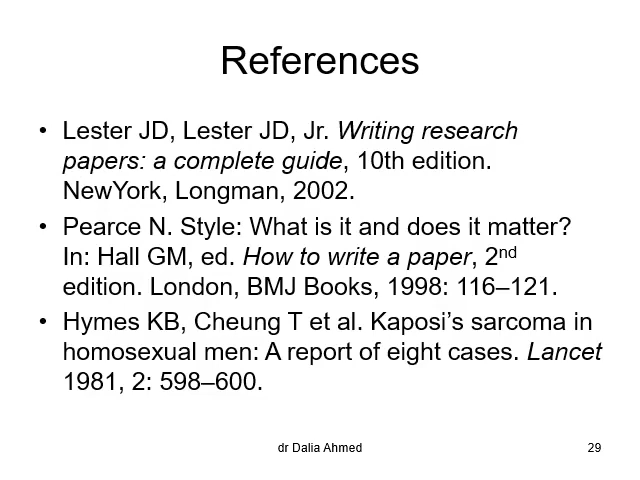 References
• Lester JD, Lester JD, Jr. Writing research
papers: a complete guide, 10th edition.
NewYork, Longman, 2002.
• Pearce N. Style: What is it and does it matter?
In: Hall GM, ed. How to write a paper, 2nd
edition. London, BMJ Books, 1998: 116–121.
• Hymes KB, Cheung T et al. Kaposi’s sarcoma in
homosexual men: A report of eight cases. Lancet
1981, 2: 598–600.
dr Dalia Ahmed
29